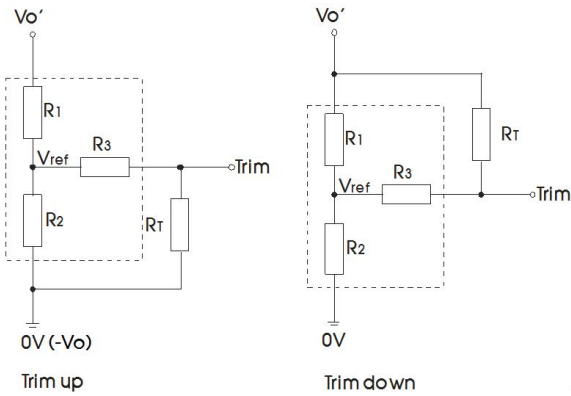 Vo'
R1
R3
Vref
Trim
R2
RT
0V (-Vo)
Trim up
Vo'
R1
RT
R3
Vref
Trim
R2
0V
Trim down